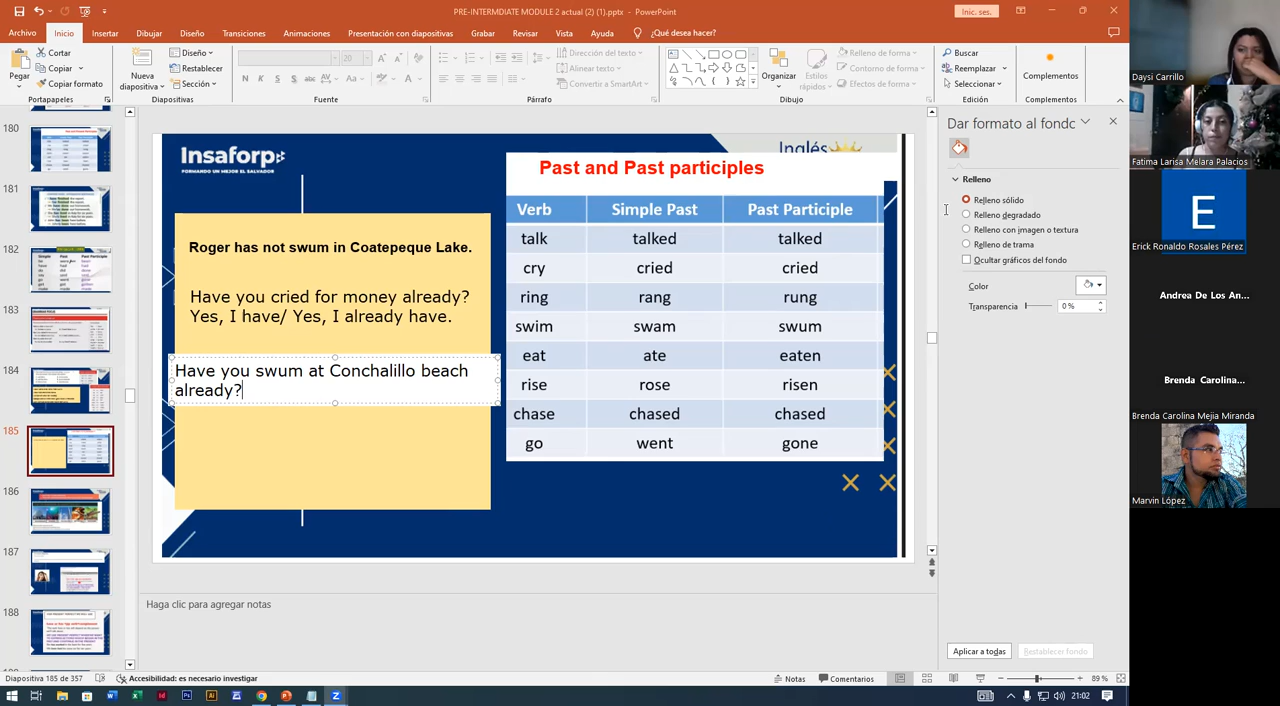 PRE-INTERMDIATE MODULE 2 actual (2) (1).pptx - PowerPoint
Inic. ses.
Archivo Inicio Insertar Dibujar Diseño Transiciones Animaciones Presentación con diapositivas Grabar Revisar Vista Ayuda ¿Qué desea hacer?
Pegar
Cortar
Copiar
Copiar formato
Portapapeles
Nueva diapositiva
Diseño
Restablecer
Sección
Diapositivas
20
N K S S abc AV Aa A
Fuente
Párrafo
Dirección del texto
Alinear texto
Convertir a SmartArt
Organizar
Estilos rápidos
Relleno de forma
Contorno de forma
Efectos de forma
Dibujo
Buscar
Reemplazar
Seleccionar
Edición
Complementos
Complementos
180
181
182
183
184
185
186
187
188
Insaforp
FORMANDO UN MEJOR EL SALVADOR
Inglés
Past and Past participles
Verb Simple Past Past Participle
talk talked talked
cry cried cried
ring rang rung
swim swam swum
eat ate eaten
rise rose risen
chase chased chased
go went gone
Roger has not swum in Coatepeque Lake.
Have you cried for money already?
Yes, I have/ Yes, I already have.
Have you swum at Conchalillo beach
already?
Haga clic para agregar notas
Dar formato al fondo
Relleno
Relleno sólido
Relleno degradado
Relleno con imagen o textura
Relleno de trama
Ocultar gráficos del fondo
Color
Transparencia 0 %
Aplicar a todas
Restablecer fondo
Daysi Carrillo
Fatima Larisa Melara Palacios
E
Erick Ronaldo Rosales Pérez
Andrea De Los An...
Brenda Carolina...
Brenda Carolina Mejia Miranda
Marvin López
Diapositiva 185 de 357
Accesibilidad: es necesario investigar
Notas
Comentarios
89 %
21:02